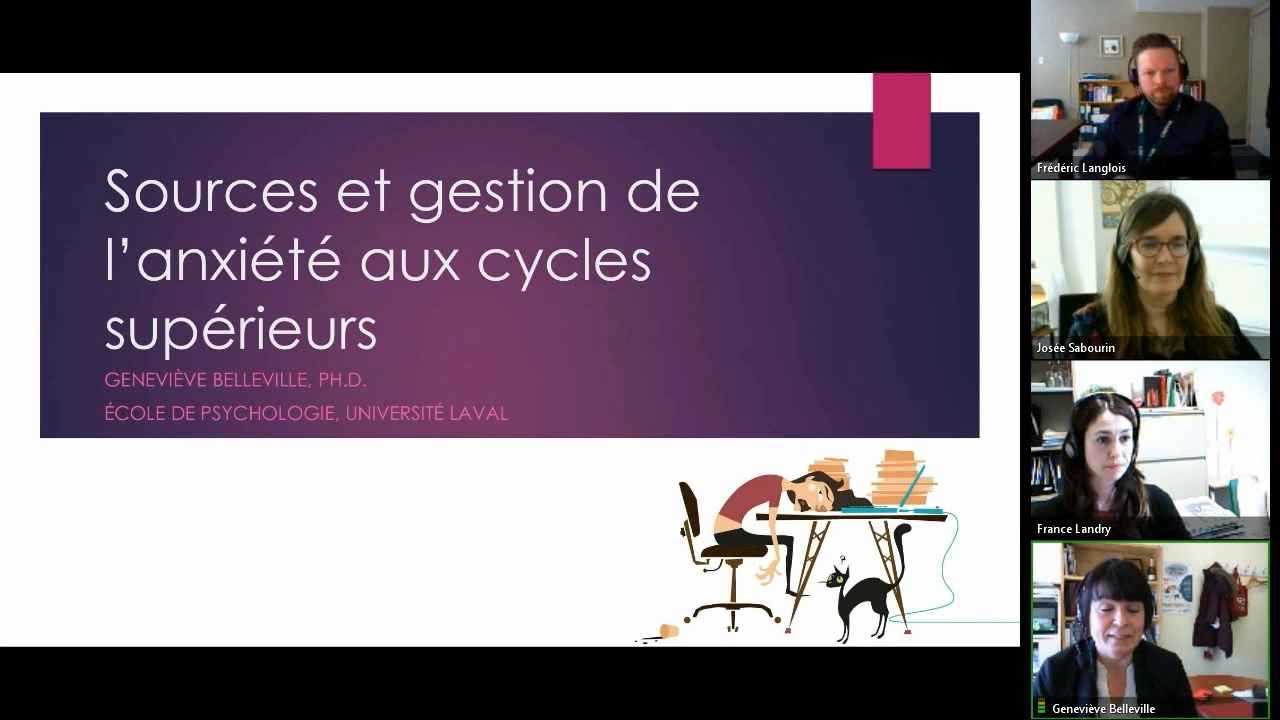 Sources et gestion de
l’anxiété aux cycles
supérieurs
GENEVIÈVE BELLEVILLE, PH.D.
ÉCOLE DE PSYCHOLOGIE, UNIVERSITÉ LAVAL
Frédéric Langlois
Josée Sabourin
France Landry
Geneviève Belleville